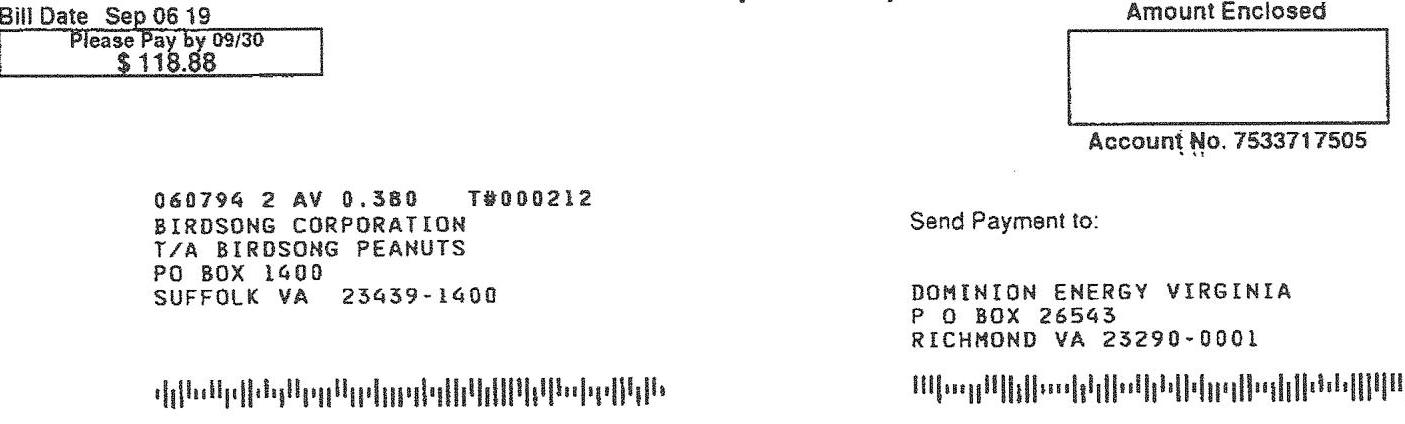 Bill Date Sep 06 19
Please Pay by 09/30
$ 118.88
Amount Enclosed
Account No. 7533717505
060794 2 AV 0.380 T#000212
BIRDSONG CORPORATION
T/A BIRDSONG PEANUTS
PO BOX 1400
SUFFOLK VA 23439-1400
Send Payment to:
DOMINION ENERGY VIRGINIA
P O BOX 26543
RICHMOND VA 23290-0001